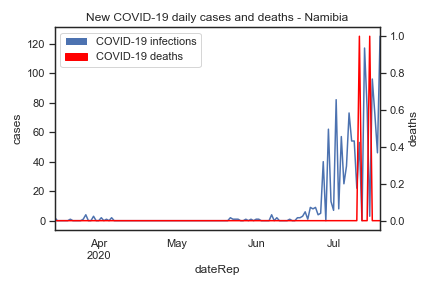 New COVID-19 daily cases and deaths - Namibia
COVID-19 infections
COVID-19 deaths
120
100
80
60
40
20
0
cases
1.0
0.8
0.6
0.4
0.2
0.0
deaths
Apr
2020
May
Jun
Jul
dateRep